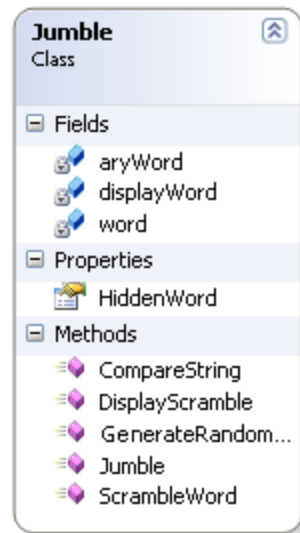 Jumble
Class
Fields
aryWord
displayWord
word
Properties
HiddenWord
Methods
CompareString
DisplayScramble
GenerateRandom...
Jumble
ScrambleWord